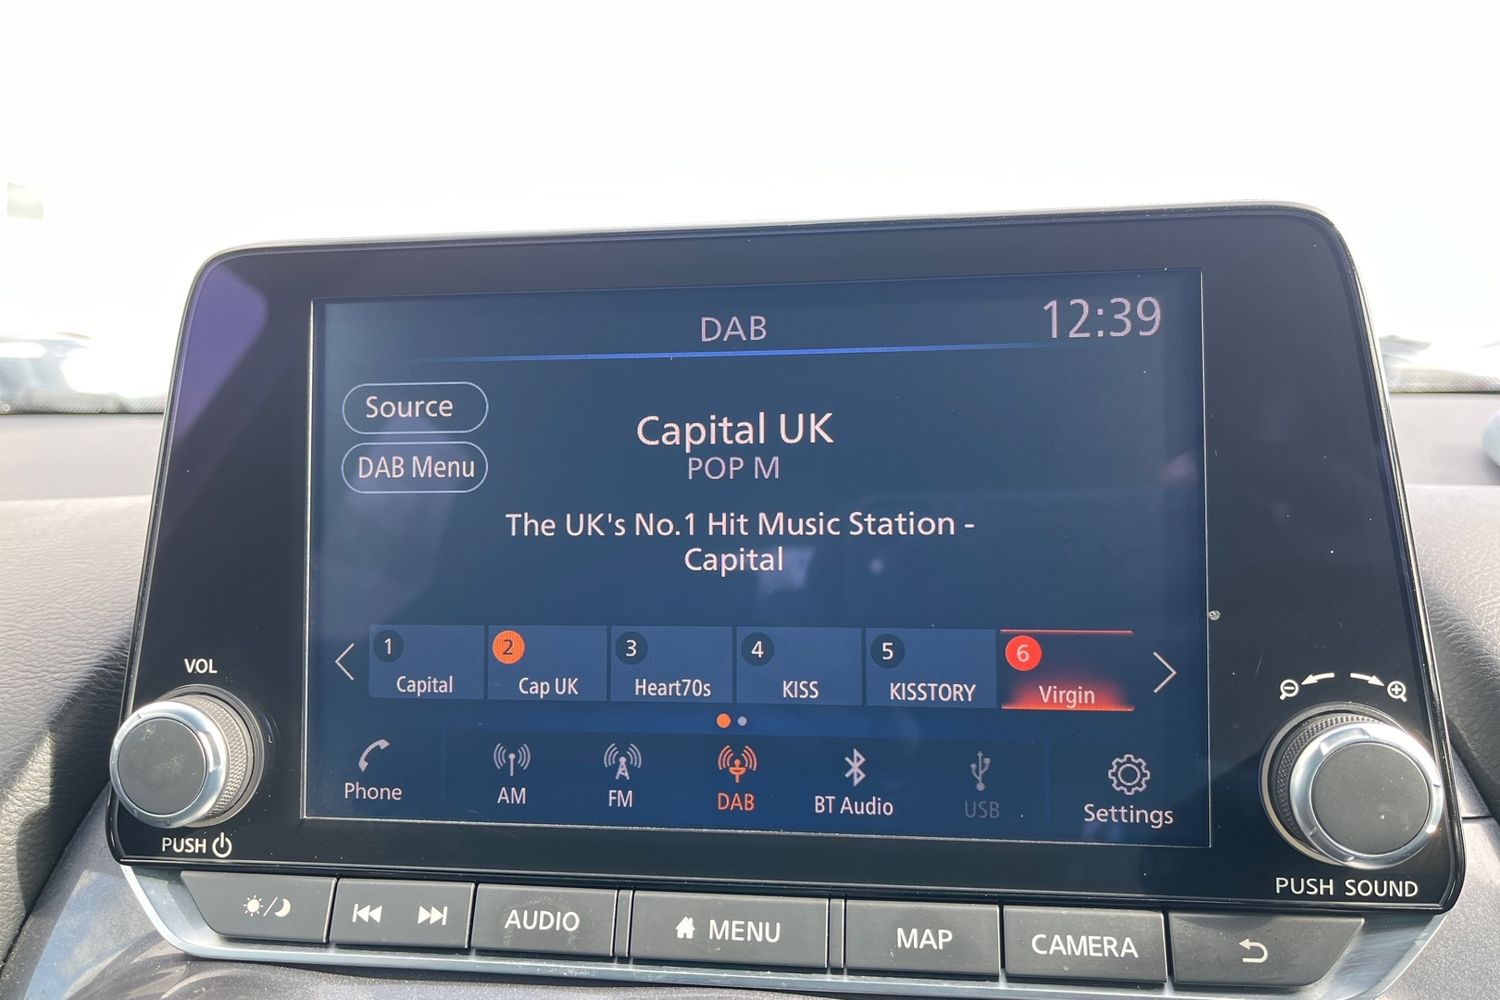 DAB
12:39
Source
DAB Menu
Capital UK
POP M
The UK's No.1 Hit Music Station -
Capital
1 Capital
2 Cap UK
3 Heart70s
4 KISS
5 KISSTORY
6 Virgin
Phone
AM
FM
DAB
BT Audio
USB
Settings
VOL
PUSH
PUSH SOUND
AUDIO
MENU
MAP
CAMERA